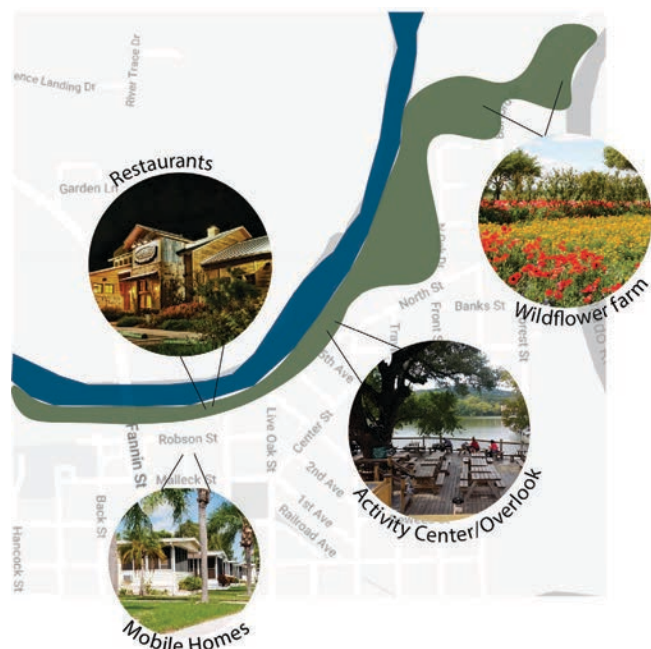 River Trace Dr
ence Landing Dr
Garden Ln
Restaurants
Wildflower farm
North St
Banks St
Front S
orest St
Tra
5th Ave
Robson St
Live Oak St
Center St
Fannin St
Malleck St
2nd Ave
1st Ave
Railroad Ave
Back St
Hancock St
Activity Center/Overlook
Mobile Homes